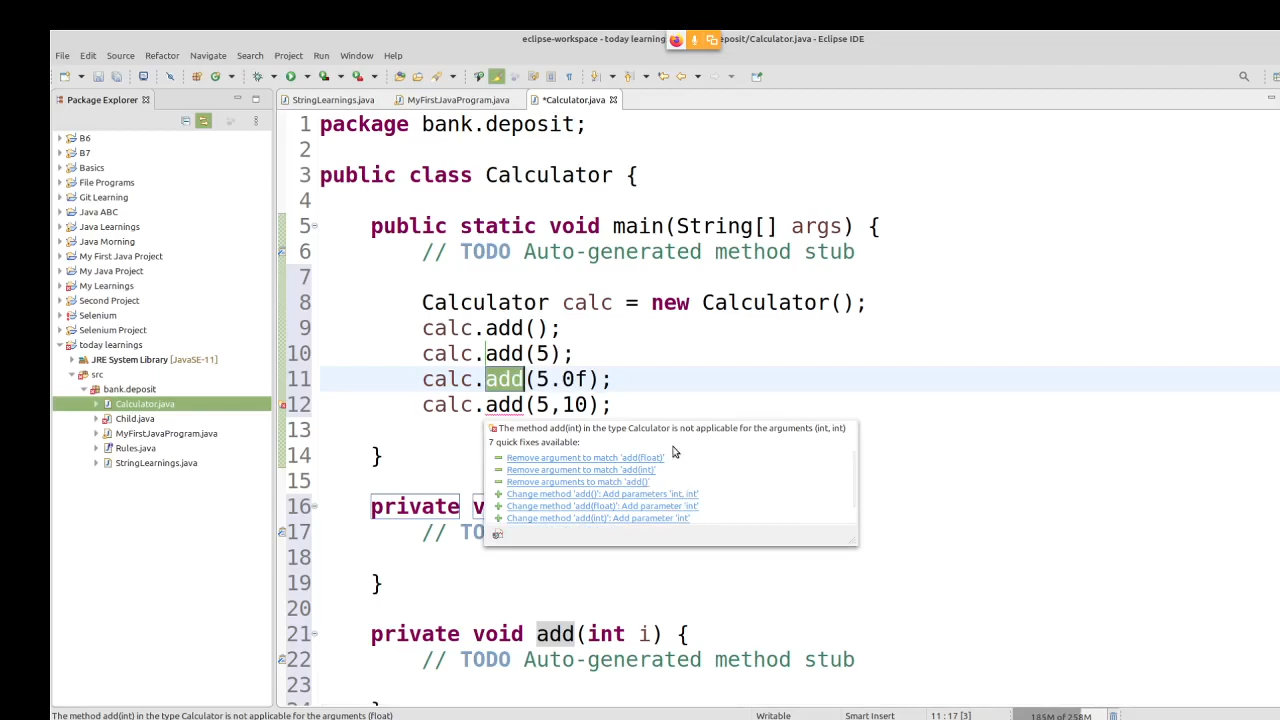 eclipse-workspace - today learning
eposit/Calculator.java - Eclipse IDE
File Edit Source Refactor Navigate Search Project Run Window Help
Package Explorer
StringLearnings.java
MyFirstJavaProgram.java
*Calculator.java
B6
B7
Basics
File Programs
Git Learning
Java ABC
Java Learnings
Java Morning
My First Java Project
My Java Project
My Learnings
Second Project
Selenium
Selenium Project
today learnings
JRE System Library [JavaSE-11]
src
bank.deposit
Calculator.java
Child.java
MyFirstJavaProgram.java
Rules.java
StringLearnings.java
1 package bank.deposit;
2
3 public class Calculator {
4
5 public static void main(String[] args) {
6 // TODO Auto-generated method stub
7
8 Calculator calc = new Calculator();
9 calc.add();
10 calc.add(5);
11 calc.add(5.0f);
12 calc.add(5,10);
13
14 }
15
16 private v
17 // TO
18
19 }
20
21 private void add(int i) {
22 // TODO Auto-generated method stub
23
The method add(int) in the type Calculator is not applicable for the arguments (int, int)
7 quick fixes available:
Remove argument to match 'add(float)'
Remove argument to match 'add(int)'
Remove arguments to match 'add()'
Change method 'add()': Add parameters 'int, int'
Change method 'add(float)': Add parameter 'int'
Change method 'add(int)': Add parameter 'int'
The method add(int) in the type Calculator is not applicable for the arguments (float)
Writable
Smart Insert
11 : 17 [3]
185M of 258M